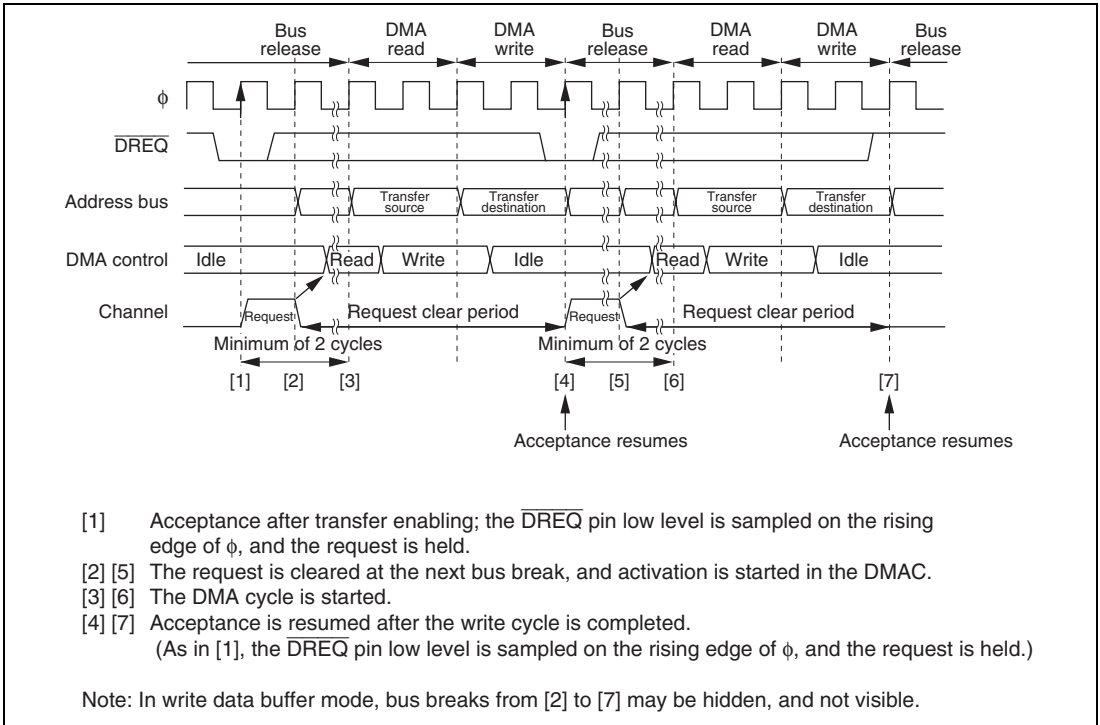 Bus release DMA read DMA write Bus release DMA read DMA write Bus release
φ
DREQ
Address bus Transfer source Transfer destination Transfer source Transfer destination
DMA control Idle Read Write Idle Read Write Idle
Channel Request Request clear period Request Request clear period
Minimum of 2 cycles Minimum of 2 cycles
[1] [2] [3] [4] [5] [6] [7]
Acceptance resumes Acceptance resumes
[1] Acceptance after transfer enabling; the DREQ pin low level is sampled on the rising
edge of φ, and the request is held.
[2] [5] The request is cleared at the next bus break, and activation is started in the DMAC.
[3] [6] The DMA cycle is started.
[4] [7] Acceptance is resumed after the write cycle is completed.
(As in [1], the DREQ pin low level is sampled on the rising edge of φ, and the request is held.)
Note: In write data buffer mode, bus breaks from [2] to [7] may be hidden, and not visible.